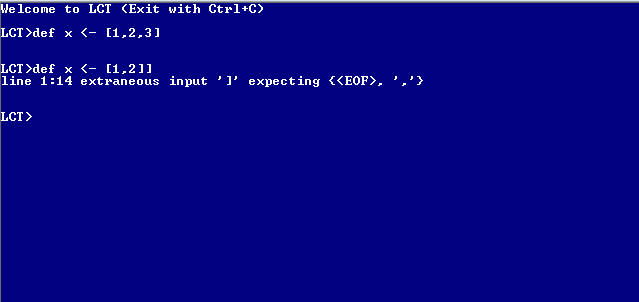 Welcome to LCT (Exit with Ctrl+C)
LCT>def x <- [1,2,3]
LCT>def x <- [1,2]]
line 1:14 extraneous input ']' expecting {<EOF>, ','}
LCT>